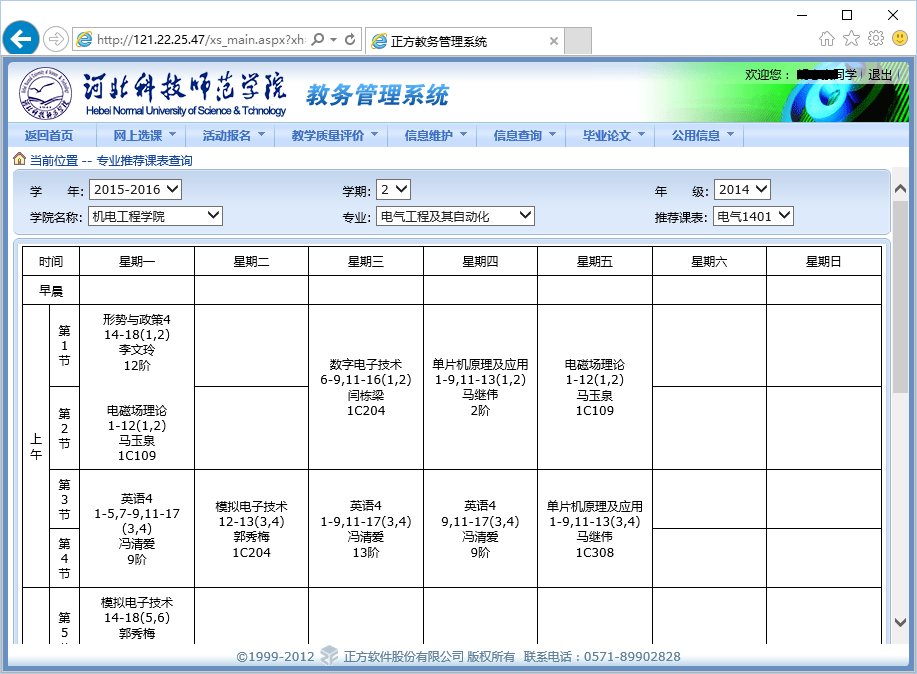 http://121.22.25.47/xs_main.aspx?xh
正方教务管理系统
河北科技师范学院
Hebei Normal University of Science & Tchnology
教务管理系统
欢迎您： 同学 退出
返回首页 网上选课 活动报名 教学质量评价 信息维护 信息查询 毕业论文 公用信息
当前位置 -- 专业推荐课表查询
学 年: 2015-2016 学期: 2 年 级: 2014
学院名称: 机电工程学院 专业: 电气工程及其自动化 推荐课表: 电气1401
时间 星期一 星期二 星期三 星期四 星期五 星期六 星期日
早晨
上午
第1节
形势与政策4
14-18(1,2)
李文玲
12阶
电磁场理论
1-12(1,2)
马玉泉
1C109
数字电子技术
6-9,11-16(1,2)
闫栋梁
1C204
单片机原理及应用
1-9,11-13(1,2)
马继伟
2阶
电磁场理论
1-12(1,2)
马玉泉
1C109
第2节
第3节
英语4
1-5,7-9,11-17
(3,4)
冯清爱
9阶
模拟电子技术
12-13(3,4)
郭秀梅
1C204
英语4
1-9,11-17(3,4)
冯清爱
13阶
英语4
9,11-17(3,4)
冯清爱
9阶
单片机原理及应用
1-9,11-13(3,4)
马继伟
1C308
第4节
第5
模拟电子技术
14-18(5,6)
郭秀梅
©1999-2012 正方软件股份有限公司 版权所有 联系电话：0571-89902828